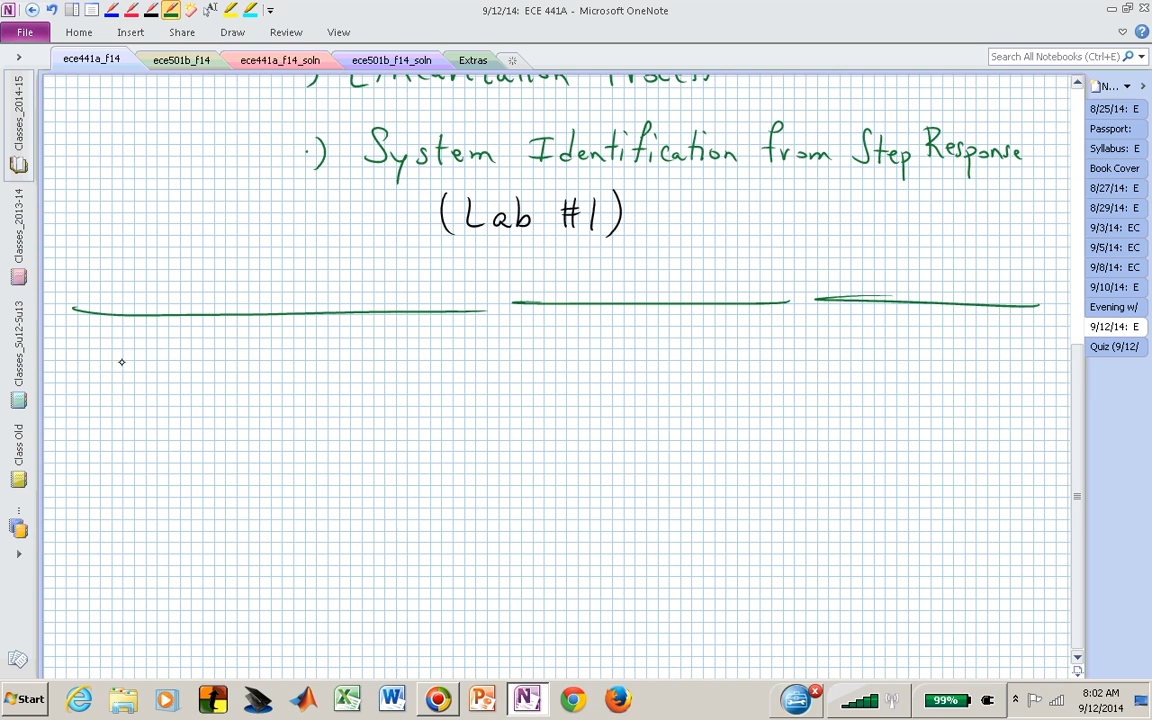 9/12/14: ECE 441A - Microsoft OneNote
File Home Insert Share Draw Review View
ece441a_f14 ece501b_f14 ece441a_f14_soln ece501b_f14_soln Extras
Search All Notebooks (Ctrl+E)
Classes_2014-15
Classes_2013-14
Classes_Su12-Su13
Class Old
·) Linearization Process
·) System Identification from Step Response
(Lab #1)
N...
8/25/14: E
Passport:
Syllabus: E
Book Cover
8/27/14: E
8/29/14: E
9/3/14: EC
9/5/14: EC
9/8/14: EC
9/10/14: E
Evening w/
9/12/14: E
Quiz (9/12/
Start
99%
8:02 AM
9/12/2014